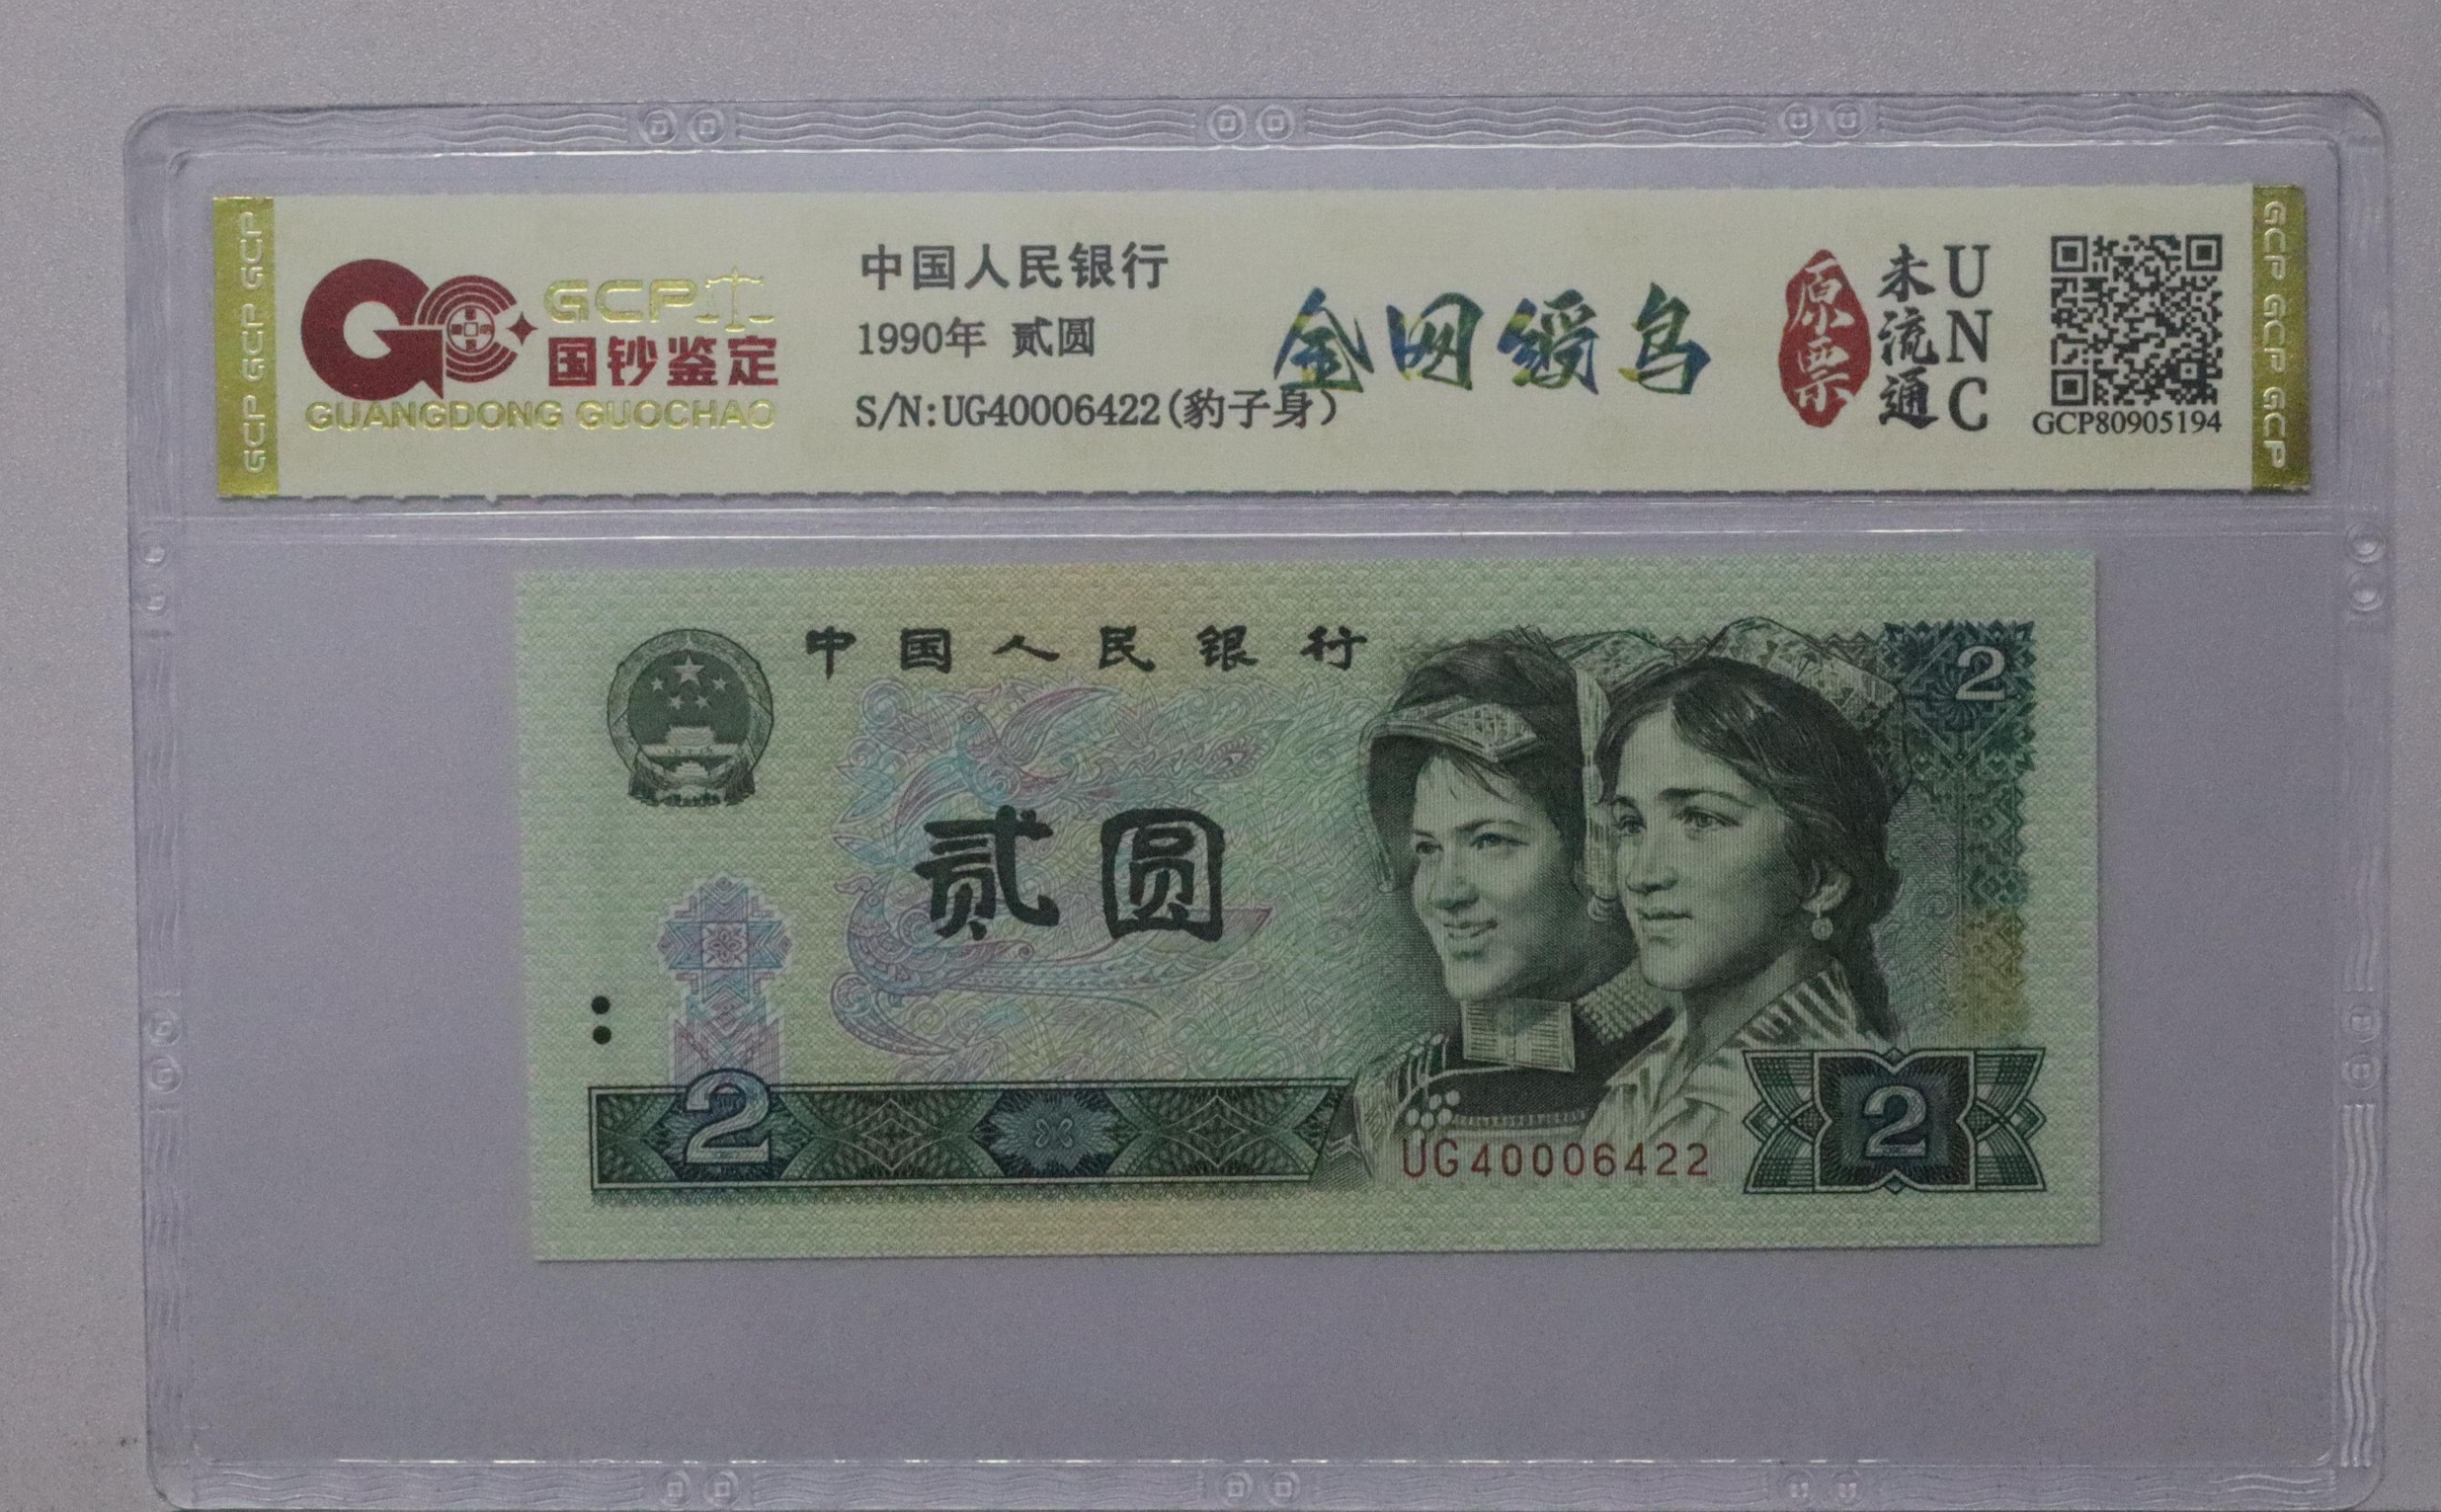 GCP GCP GCP
GCP
国钞鉴定
GUANGDONG GUOCHAO
中国人民银行
1990年 贰圆
S/N:UG40006422(豹子身)
金网绶鸟
原票
未流通
UNC
GCP80905194
GCP GCP GCP
中国人民银行
2
贰圆
2
UG40006422
2